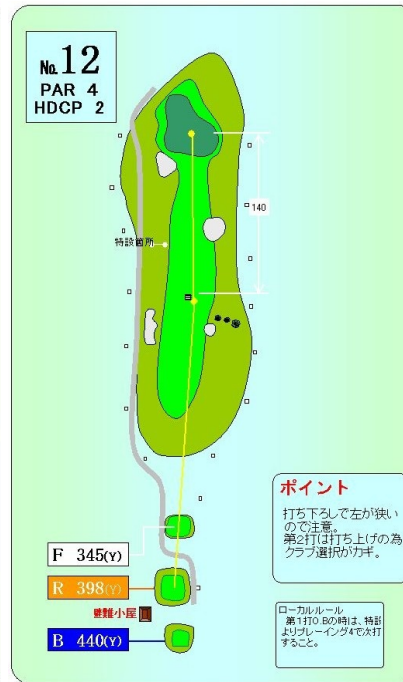 No.12
PAR 4
HDCP 2
140
特設箇所
F 345(Y)
R 398(Y)
避難小屋
B 440(Y)
ポイント
打ち下ろしで左が狭い
ので注意。
第2打は打ち上げの為
クラブ選択がカギ。
ローカルルール
第1打O.Bの時は、特設
よりプレーイング4で次打
すること。